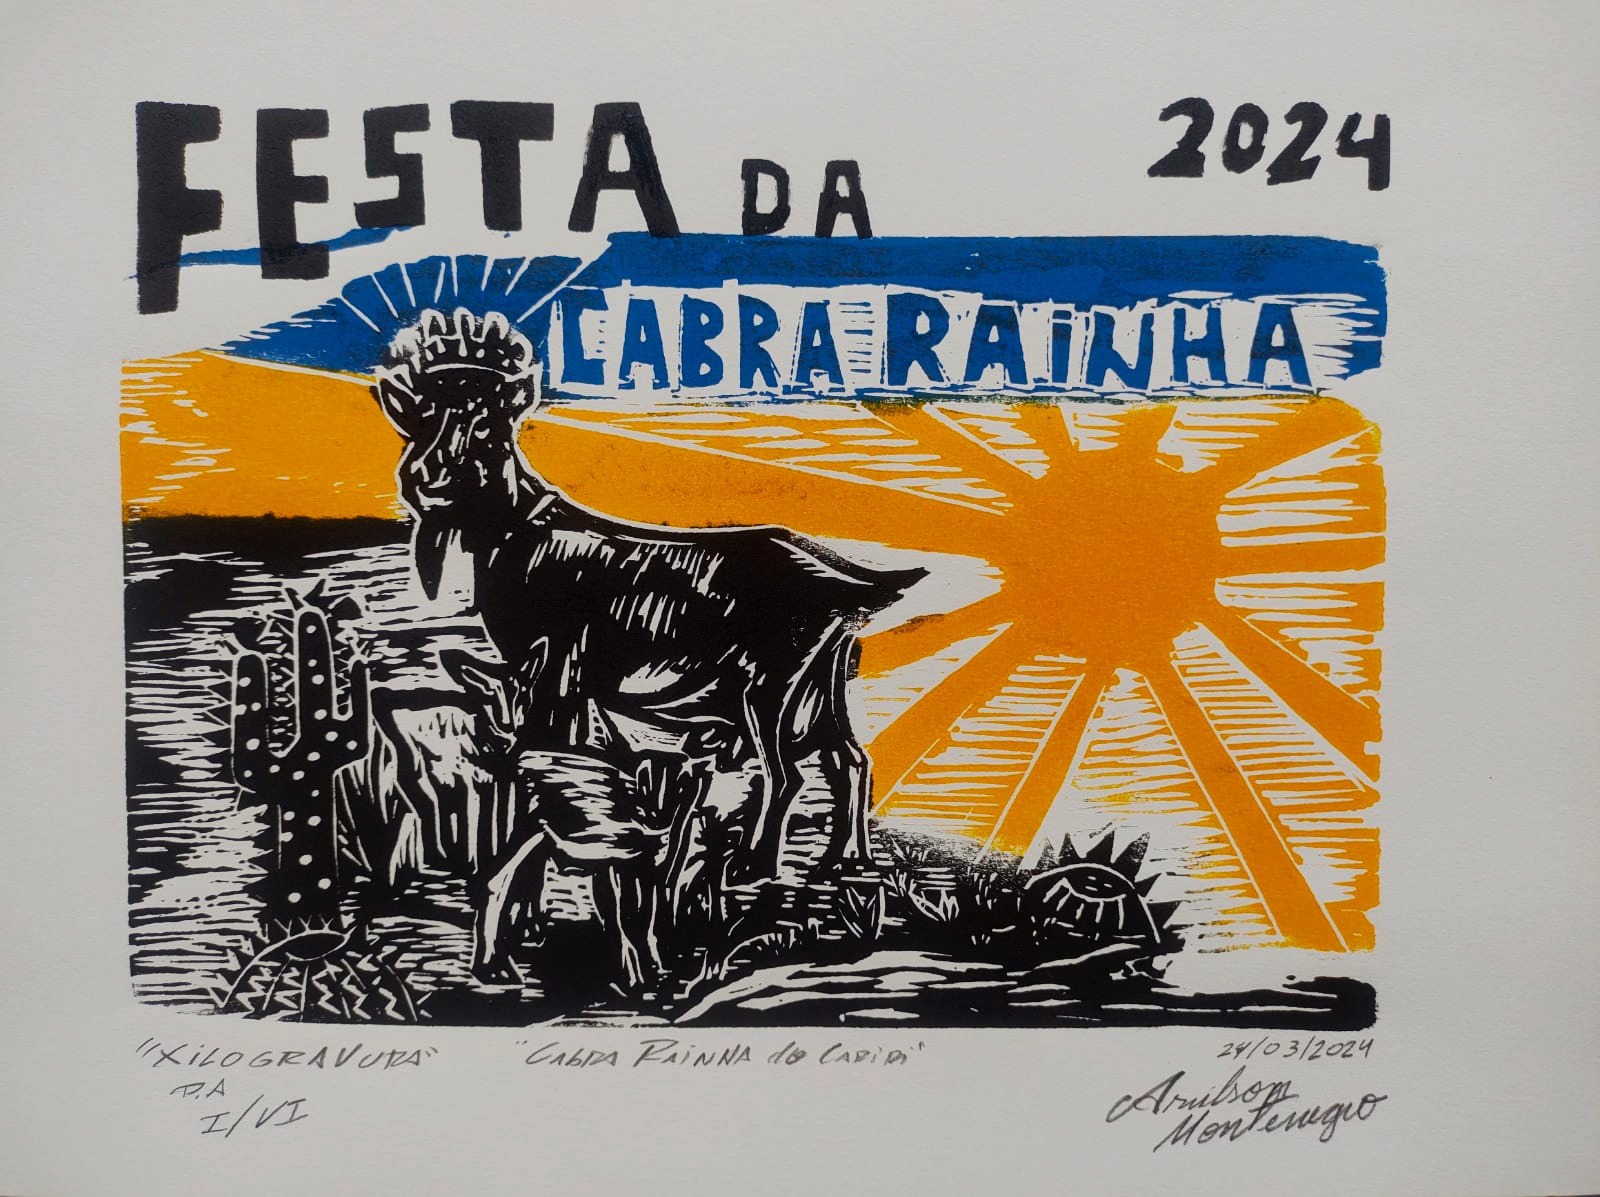 FESTA DA 2024
CABRA RAINHA
"XiLOGRAVURA" "CABRA RAiNHA do CARiRi" 24/03/2024
P.A
I/VI
Arnilson
Montenegro